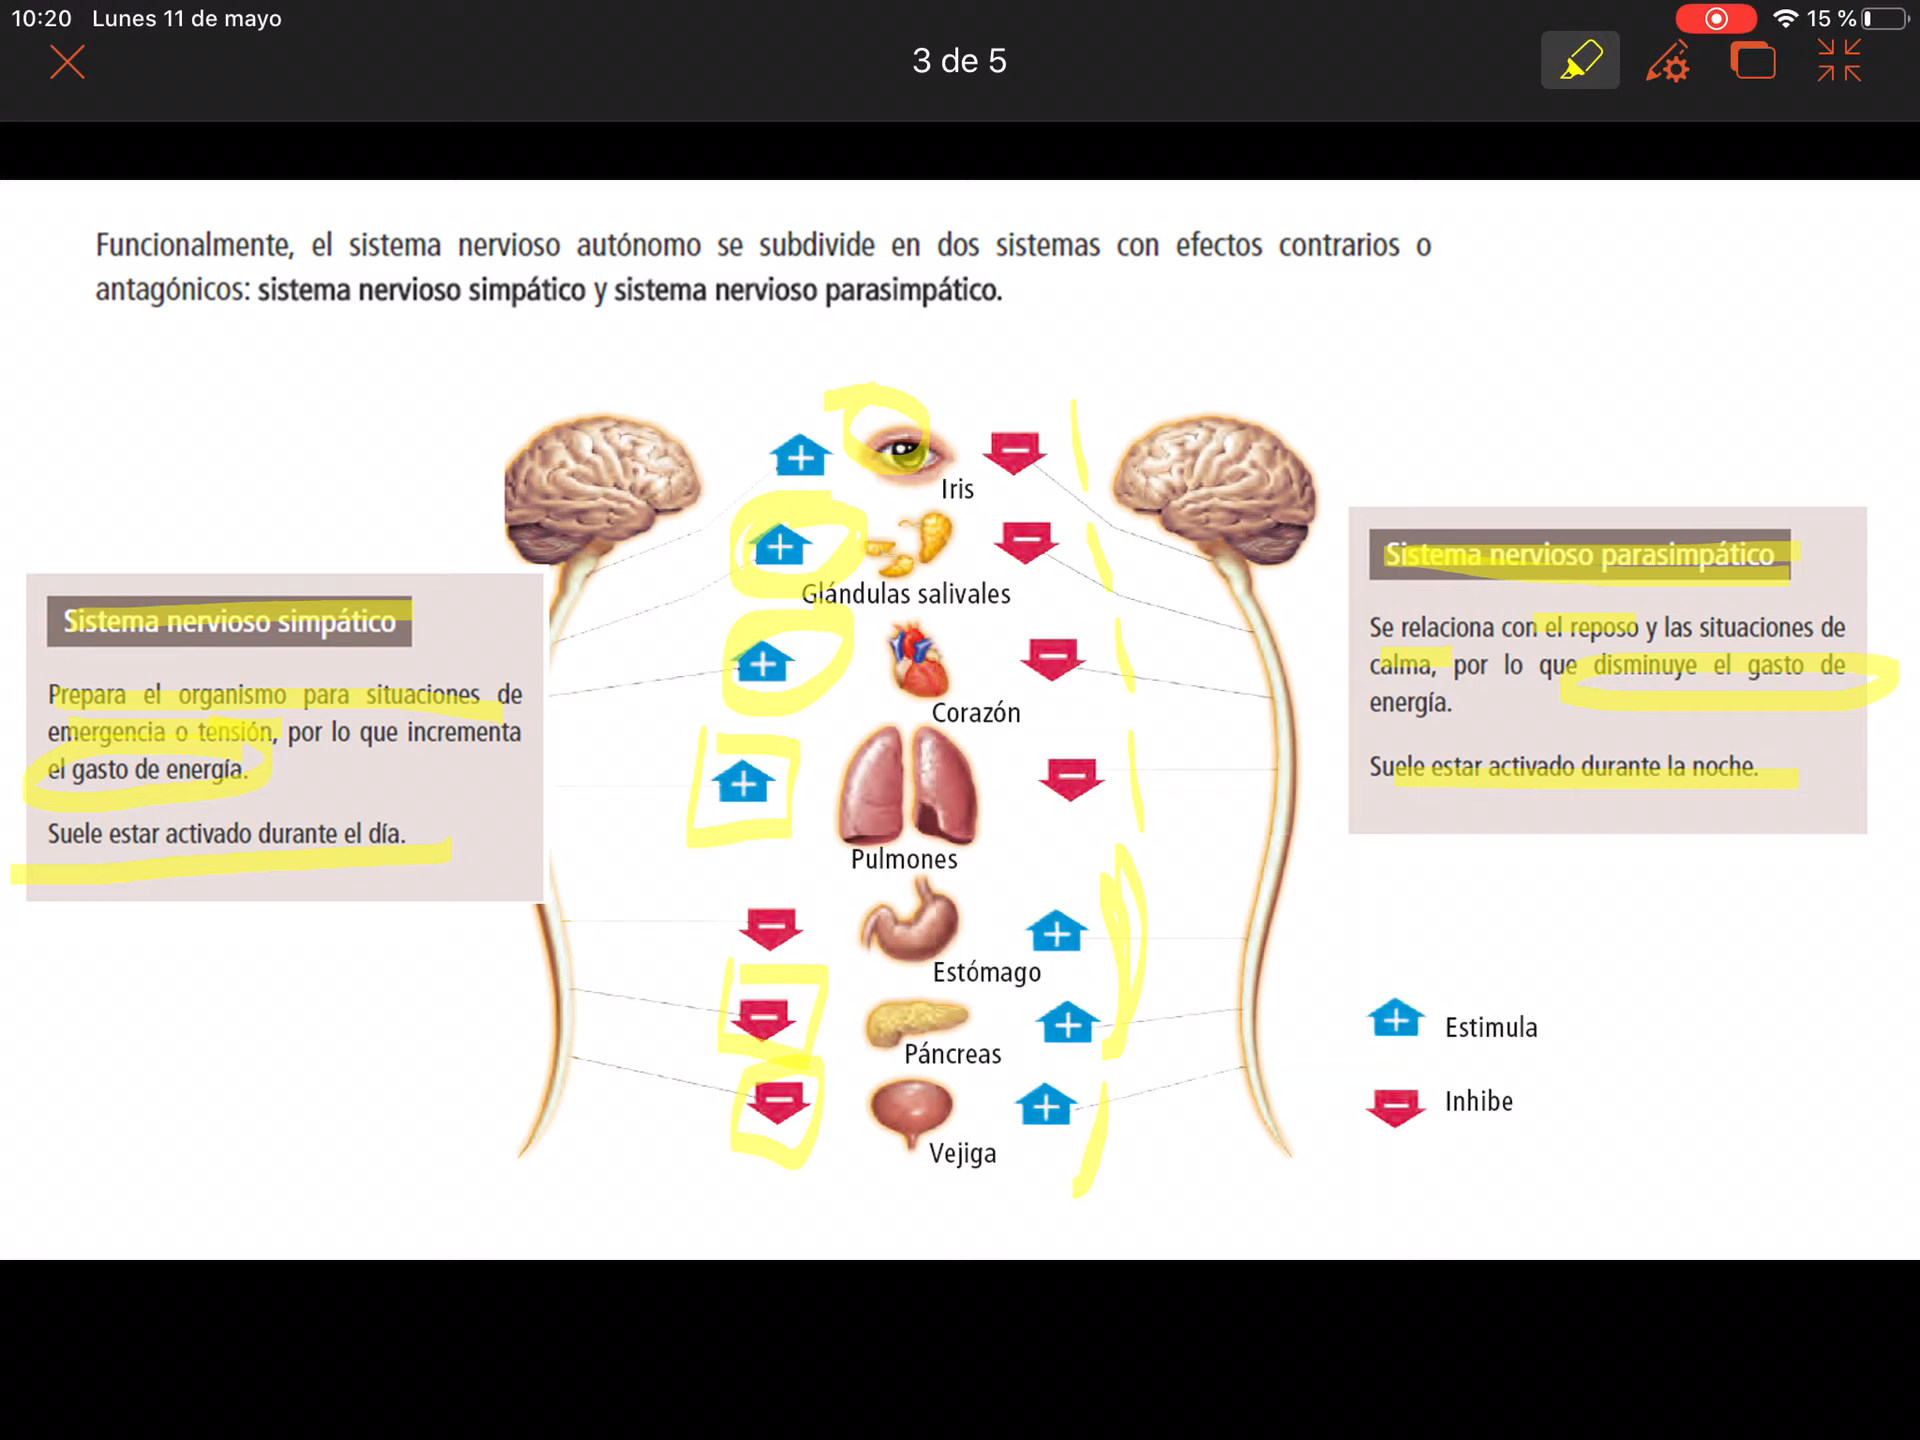 10:20 Lunes 11 de mayo
15 %
3 de 5
Funcionalmente, el sistema nervioso autónomo se subdivide en dos sistemas con efectos contrarios o
antagónicos: sistema nervioso simpático y sistema nervioso parasimpático.
Sistema nervioso simpático
Prepara el organismo para situaciones de
emergencia o tensión, por lo que incrementa
el gasto de energía.
Suele estar activado durante el día.
Iris
Glándulas salivales
Corazón
Pulmones
Estómago
Páncreas
Vejiga
Sistema nervioso parasimpático
Se relaciona con el reposo y las situaciones de
calma, por lo que disminuye el gasto de
energía.
Suele estar activado durante la noche.
Estimula
Inhibe